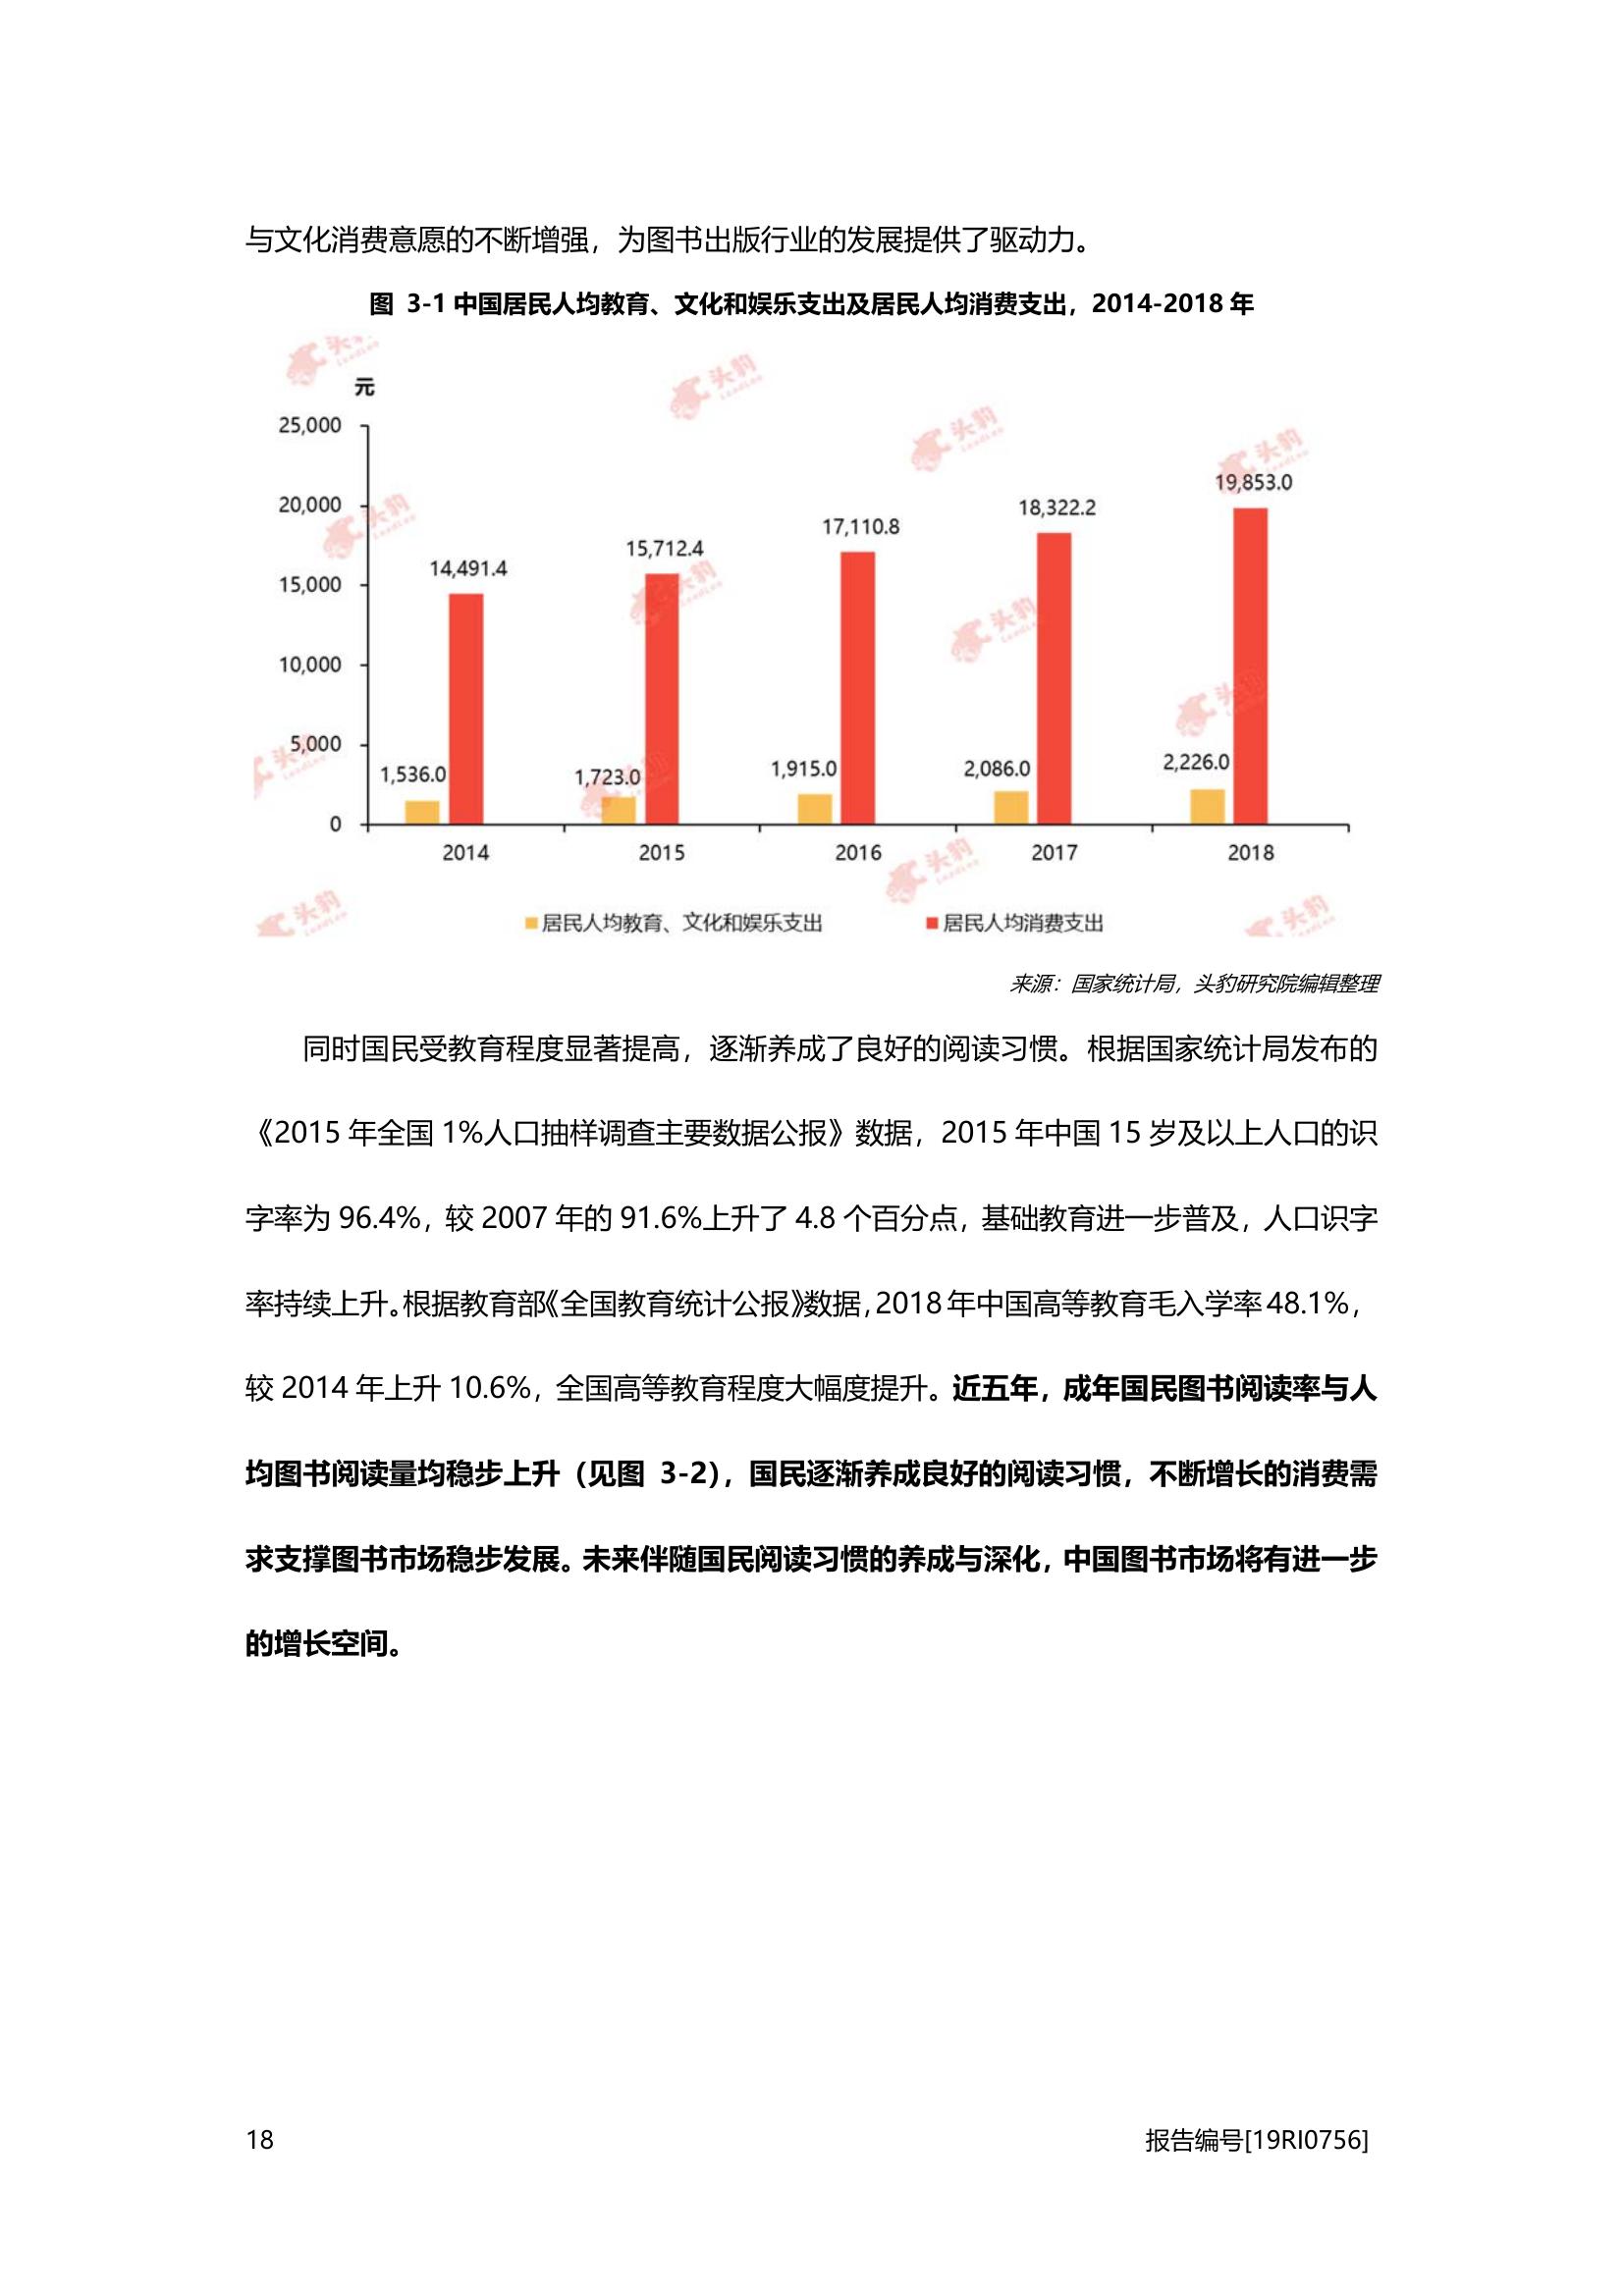 与文化消费意愿的不断增强，为图书出版行业的发展提供了驱动力。
图 3-1 中国居民人均教育、文化和娱乐支出及居民人均消费支出，2014-2018 年
元
25,000
20,000
15,000
10,000
5,000
0
14,491.4
15,712.4
17,110.8
18,322.2
19,853.0
1,536.0
1,723.0
1,915.0
2,086.0
2,226.0
2014 2015 2016 2017 2018
居民人均教育、文化和娱乐支出 居民人均消费支出
头豹
LeadLeo
来源：国家统计局，头豹研究院编辑整理
同时国民受教育程度显著提高，逐渐养成了良好的阅读习惯。根据国家统计局发布的
《2015 年全国 1%人口抽样调查主要数据公报》数据，2015 年中国 15 岁及以上人口的识
字率为 96.4%，较 2007 年的 91.6%上升了 4.8 个百分点，基础教育进一步普及，人口识字
率持续上升。根据教育部《全国教育统计公报》数据，2018 年中国高等教育毛入学率 48.1%，
较 2014 年上升 10.6%，全国高等教育程度大幅度提升。近五年，成年国民图书阅读率与人
均图书阅读量均稳步上升（见图 3-2），国民逐渐养成良好的阅读习惯，不断增长的消费需
求支撑图书市场稳步发展。未来伴随国民阅读习惯的养成与深化，中国图书市场将有进一步
的增长空间。
18 报告编号[19RI0756]